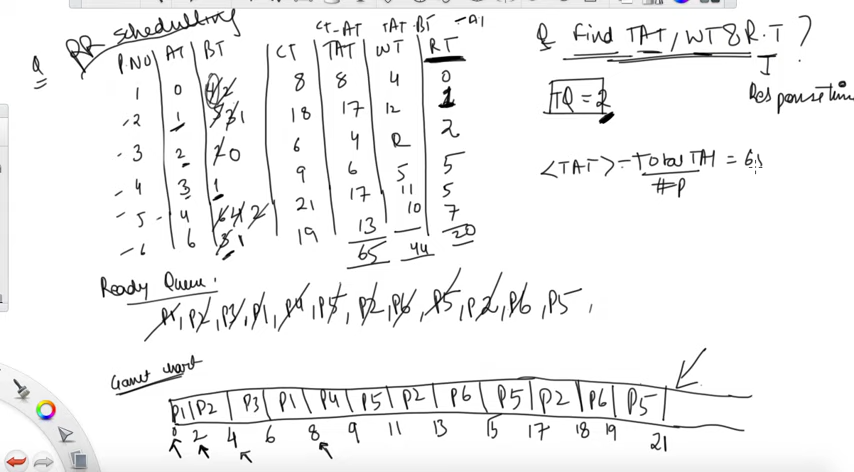 Q RR scheduling
P.NO AT BT CT CT-AT TAT TAT-BT WT -AT RT
1 0 4 2 8 8 4 0
-2 1 5 3 1 18 17 12 1
-3 2 2 0 6 4 2 2
-4 3 1 9 6 5 5
-5 - 4 6 4 2 21 17 11 5
-6 6 3 1 19 13 10 7
65 44 20
Q Find TAT, WT & R.T ?
Response time
TQ = 2
<TAT> = Total TAT / #P = 65
Ready Queue:
P1, P2, P3, P1, P4, P5, P2, P6, P5, P2, P6, P5,
Gantt chart
P1 P2 P3 P1 P4 P5 P2 P6 P5 P2 P6 P5
0 2 4 6 8 9 11 13 15 17 18 19 21